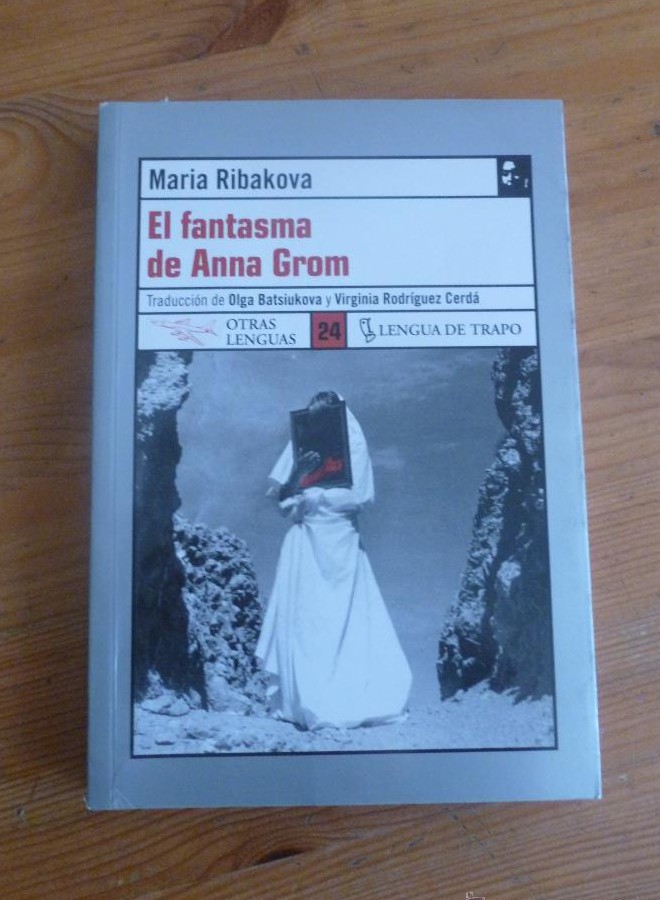 Maria Ribakova
El fantasma
de Anna Grom
Traducción de Olga Batsiukova y Virginia Rodríguez Cerdá
OTRAS
LENGUAS
24
LENGUA DE TRAPO